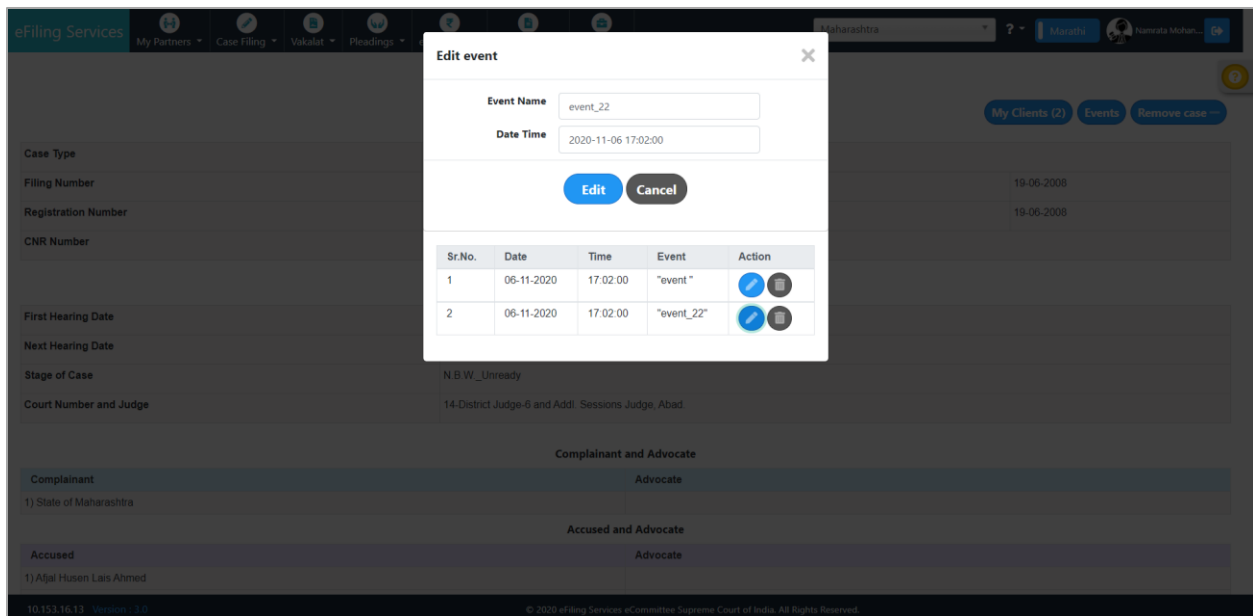 eFiling Services My Partners Case Filing Vakalat Pleadings Maharashtra ? Marathi Namrata Mohan...
Edit event
Event Name event_22
My Clients (2) Events Remove case
Date Time 2020-11-06 17:02:00
Case Type
Filing Number 19-06-2008
Edit Cancel
Registration Number 19-06-2008
CNR Number
Sr.No. Date Time Event Action
1 06-11-2020 17:02:00 "event "
2 06-11-2020 17:02:00 "event_22"
First Hearing Date
Next Hearing Date
Stage of Case N.B.W._Unready
Court Number and Judge 14-District Judge-6 and Addl. Sessions Judge, Abad.
Complainant and Advocate
Complainant Advocate
1) State of Maharashtra
Accused and Advocate
Accused Advocate
1) Afjal Husen Lais Ahmed
10.153.16.13 Version : 3.0 © 2020 eFiling Services eCommittee Supreme Court of India. All Rights Reserved.